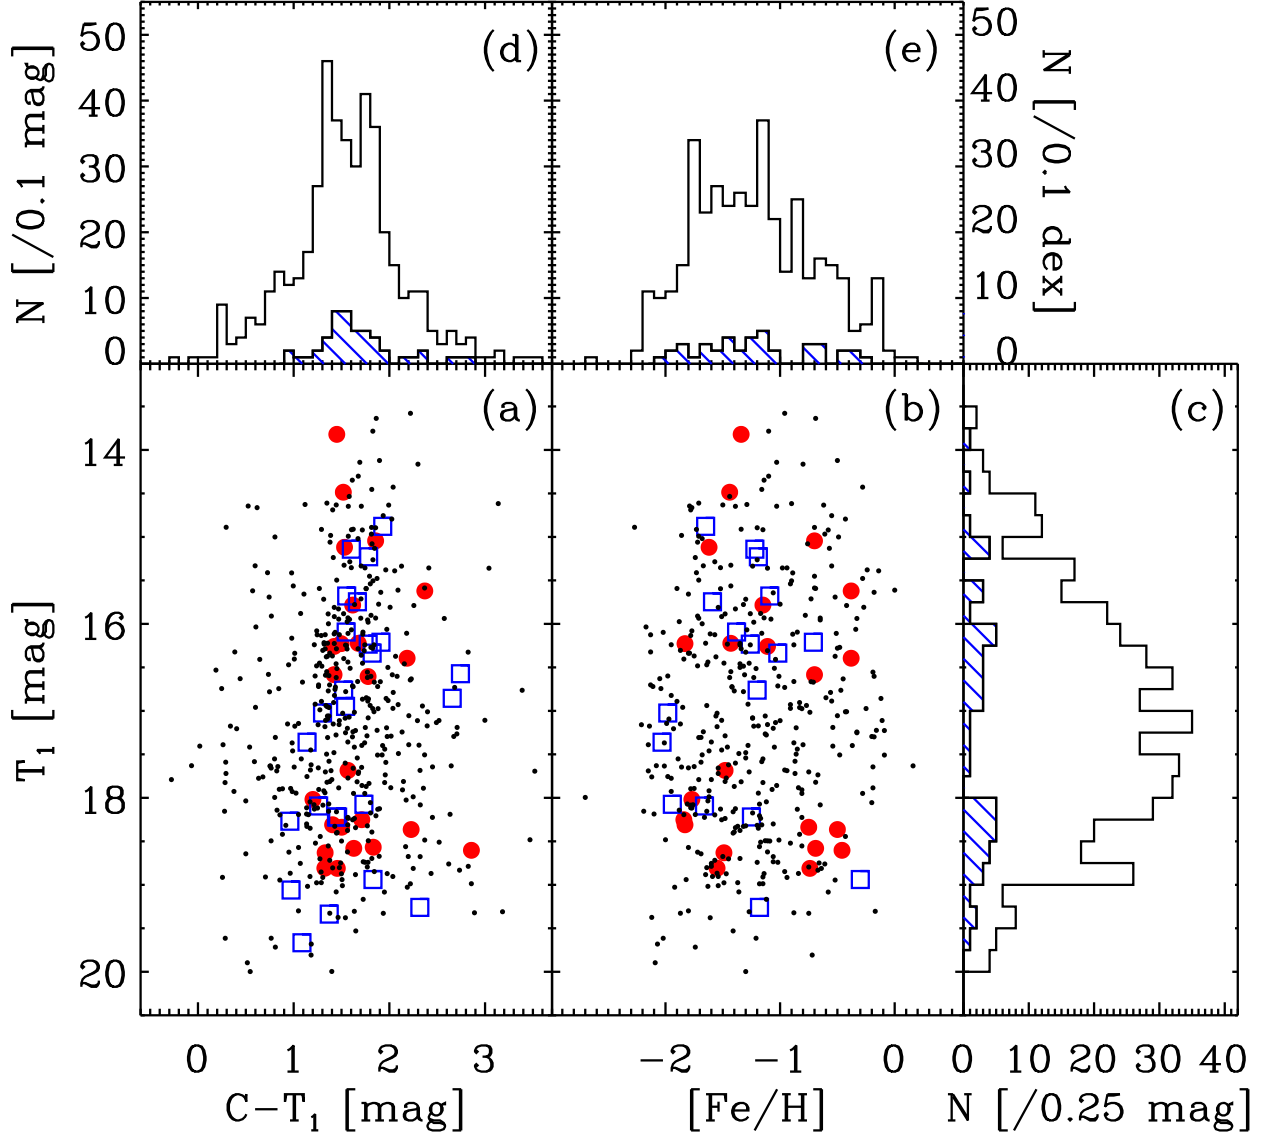 50
40
30
20
10
0
N [/0.1 mag]
(d)
(e)
50
40
30
20
10
0
N [/0.1 dex]
14
16
18
20
T₁ [mag]
(a)
(b)
(c)
0 1 2 3
C−T₁ [mag]
−2 −1 0
[Fe/H]
0 10 20 30 40
N [/0.25 mag]